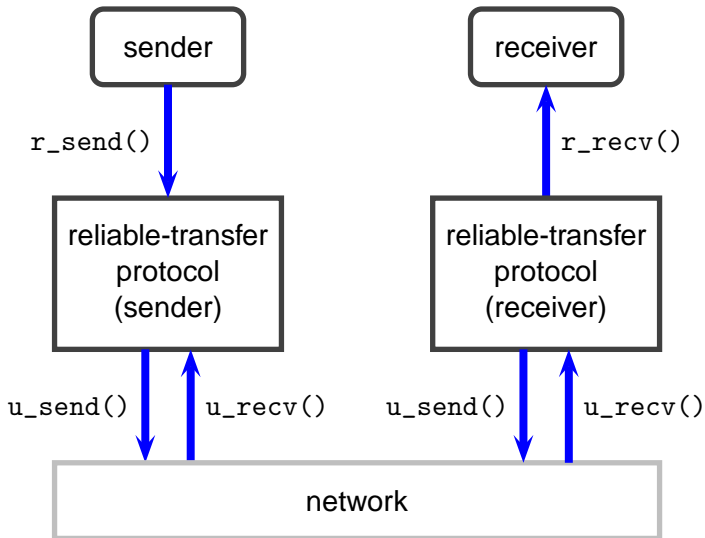 sender
receiver
r_send()
r_recv()
reliable-transfer
protocol
(sender)
reliable-transfer
protocol
(receiver)
u_send()
u_recv()
u_send()
u_recv()
network